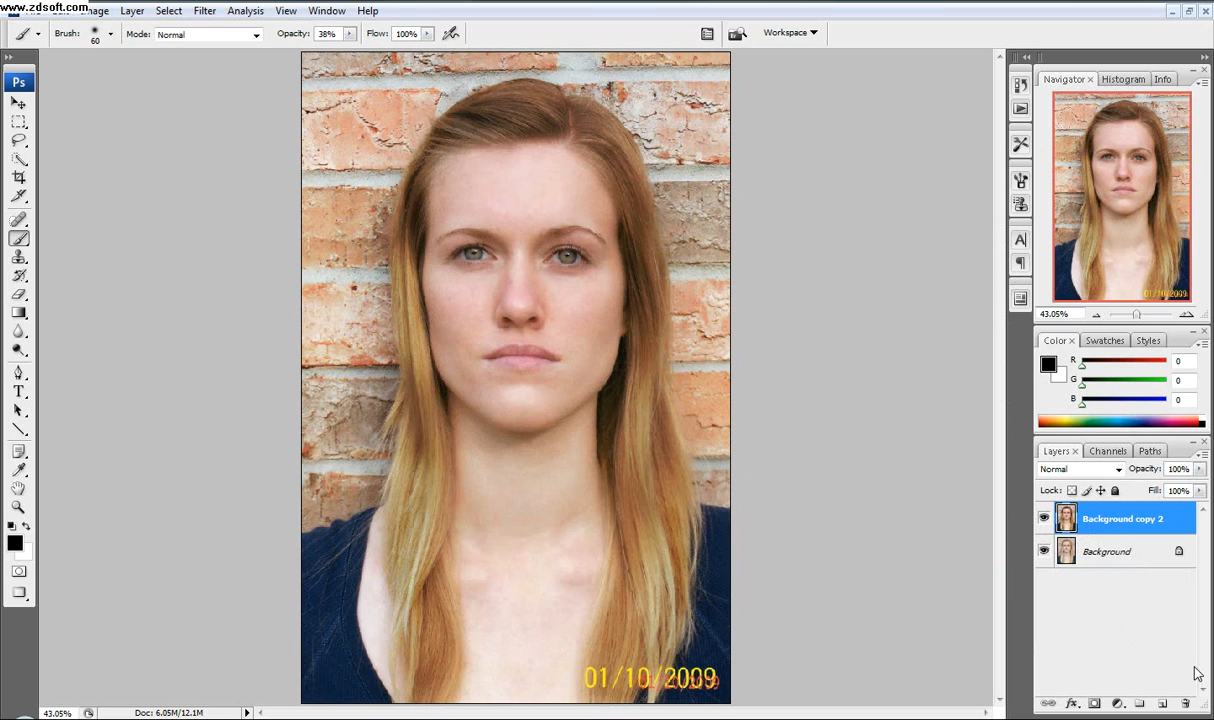 www.zdsoft.com
Image Layer Select Filter Analysis View Window Help
Brush: 60 Mode: Normal Opacity: 38% Flow: 100% Workspace
Ps
Navigator × Histogram Info
43.05%
Color × Swatches Styles
R 0
G 0
B 0
Layers × Channels Paths
Normal Opacity: 100%
Lock: Fill: 100%
Background copy 2
Background
01/10/2009
43.05% Doc: 6.05M/12.1M